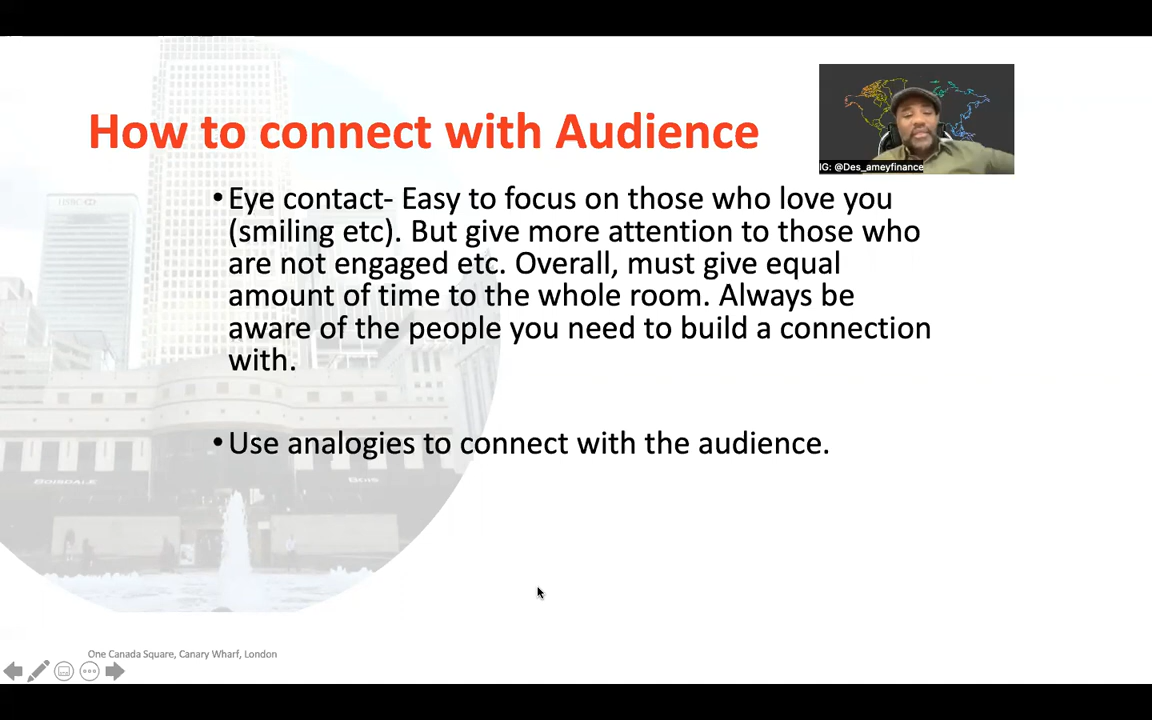 HSBC
How to connect with Audience
IG: @Des_ameyfinance
•Eye contact- Easy to focus on those who love you
(smiling etc). But give more attention to those who
are not engaged etc. Overall, must give equal
amount of time to the whole room. Always be
aware of the people you need to build a connection
with.
•Use analogies to connect with the audience.
BOISDALE
One Canada Square, Canary Wharf, London